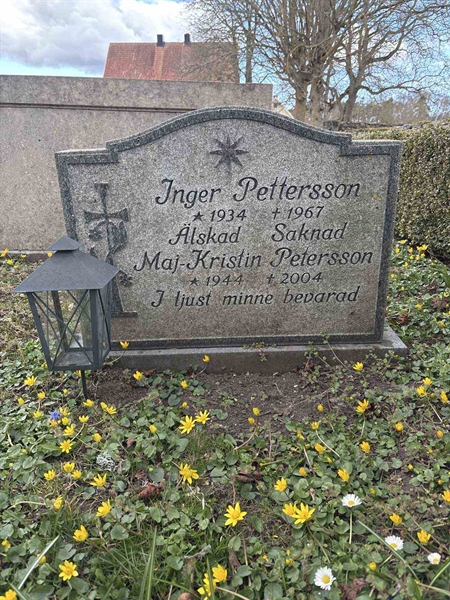 Inger Pettersson
★ 1934 ✝ 1967
Älskad Saknad
Maj-Kristin Petersson
★ 1944 ✝ 2004
I ljust minne bevarad